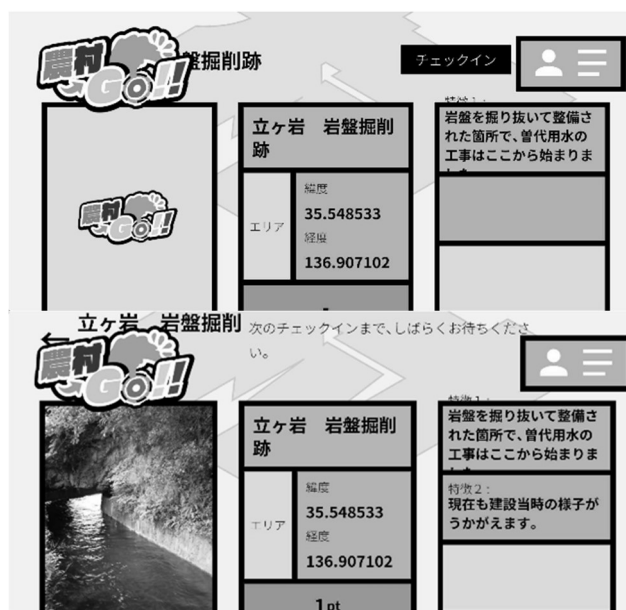 農村GO!!
盤掘削跡
チェックイン
農村GO!!
立ヶ岩 岩盤掘削
跡
エリア
緯度
35.548533
経度
136.907102
岩盤を掘り抜いて整備さ
れた箇所で、曽代用水の
工事はここから始まりま
立ヶ岩 岩盤掘削
次のチェックインまで、しばらくお待ちくださ
い。
農村GO!!
立ヶ岩 岩盤掘削
跡
エリア
緯度
35.548533
経度
136.907102
1 pt
特徴1:
岩盤を掘り抜いて整備さ
れた箇所で、曽代用水の
工事はここから始まりま
特徴2:
現在も建設当時の様子が
うかがえます。